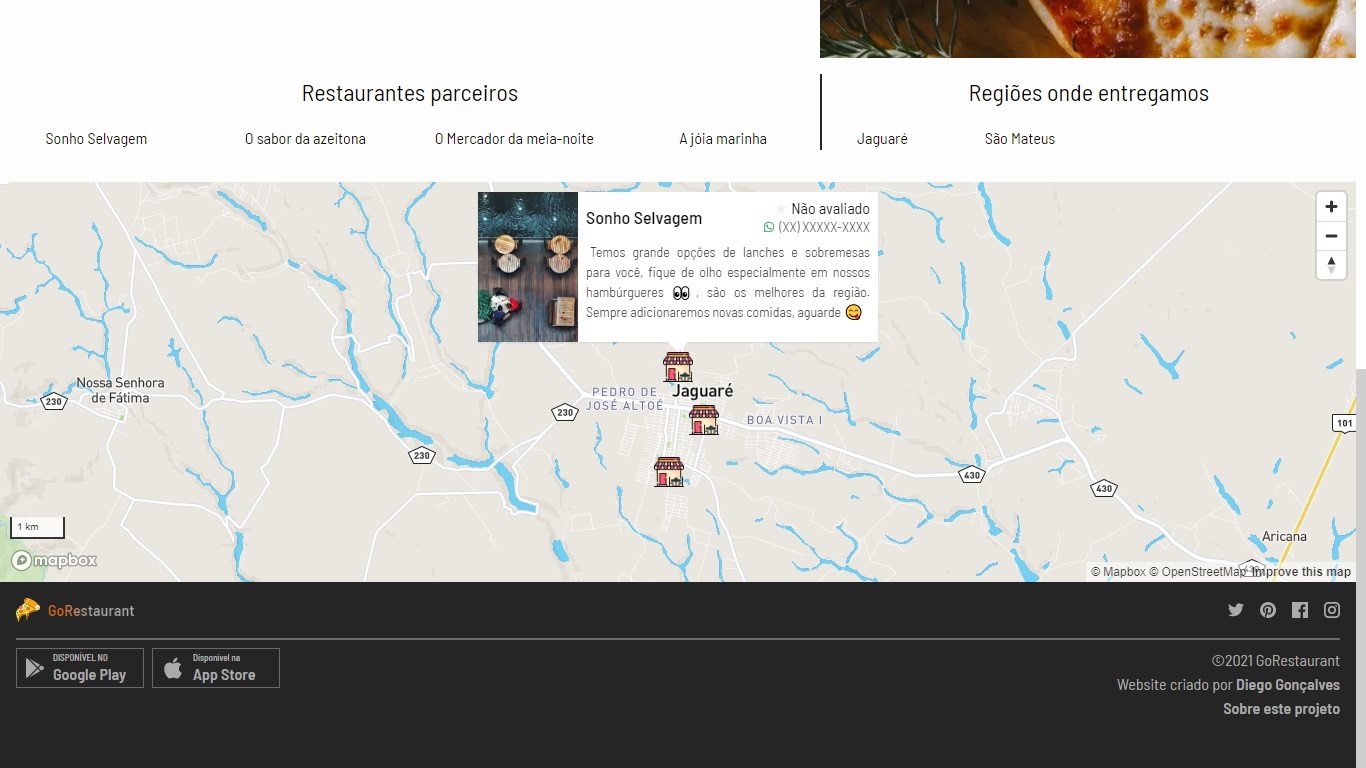 Restaurantes parceiros
Regiões onde entregamos
Sonho Selvagem
O sabor da azeitona
O Mercador da meia-noite
A jóia marinha
Jaguaré
São Mateus
Sonho Selvagem
Não avaliado
(XX) XXXXX-XXXX
Temos grande opções de lanches e sobremesas
para você, fique de olho especialmente em nossos
hambúrgueres 👀 , são os melhores da região.
Sempre adicionaremos novas comidas, aguarde 😋
Nossa Senhora
de Fátima
230
230
230
PEDRO DE
JOSÉ ALTOÉ
Jaguaré
BOA VISTA I
430
430
101
Aricana
1 km
mapbox
© Mapbox © OpenStreetMap Improve this map
GoRestaurant
DISPONÍVEL NO
Google Play
Disponível na
App Store
©2021 GoRestaurant
Website criado por Diego Gonçalves
Sobre este projeto